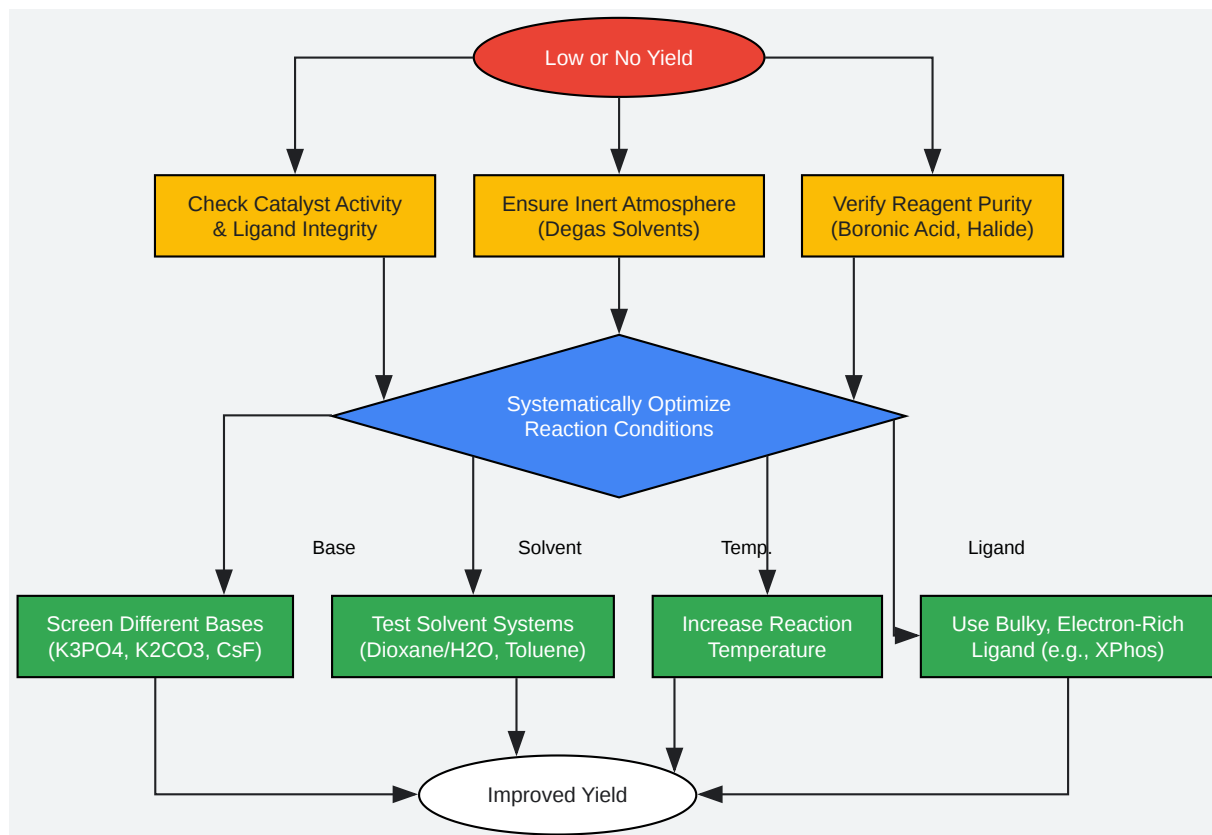 Low or No Yield
Check Catalyst Activity
& Ligand Integrity
Ensure Inert Atmosphere
(Degas Solvents)
Verify Reagent Purity
(Boronic Acid, Halide)
Systematically Optimize
Reaction Conditions
Base
Solvent
Temp.
Ligand
Screen Different Bases
(K3PO4, K2CO3, CsF)
Test Solvent Systems
(Dioxane/H2O, Toluene)
Increase Reaction
Temperature
Use Bulky, Electron-Rich
Ligand (e.g., XPhos)
Improved Yield